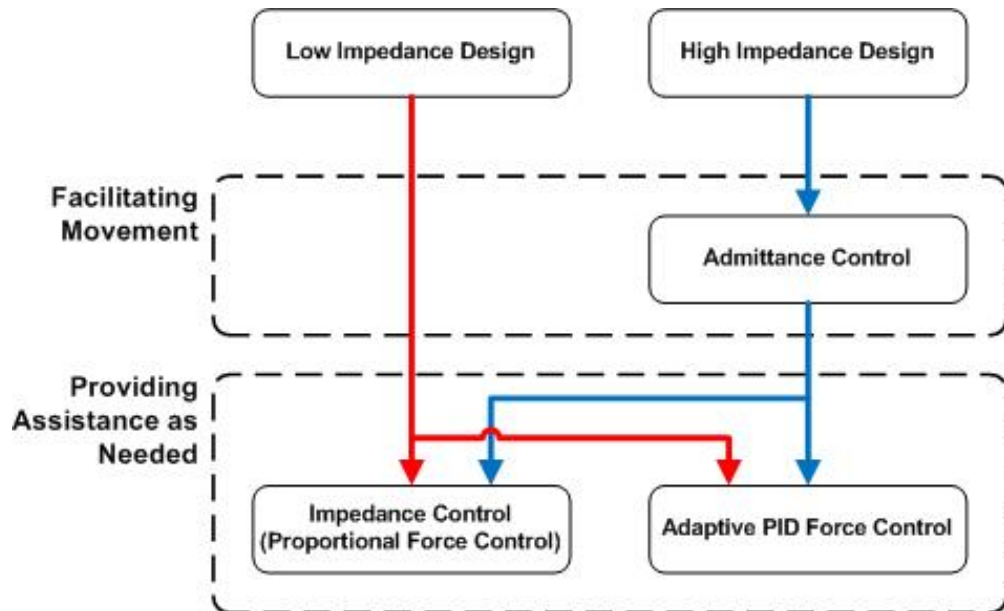 Low Impedance Design
High Impedance Design
Facilitating
Movement
Admittance Control
Providing
Assistance as
Needed
Impedance Control
(Proportional Force Control)
Adaptive PID Force Control